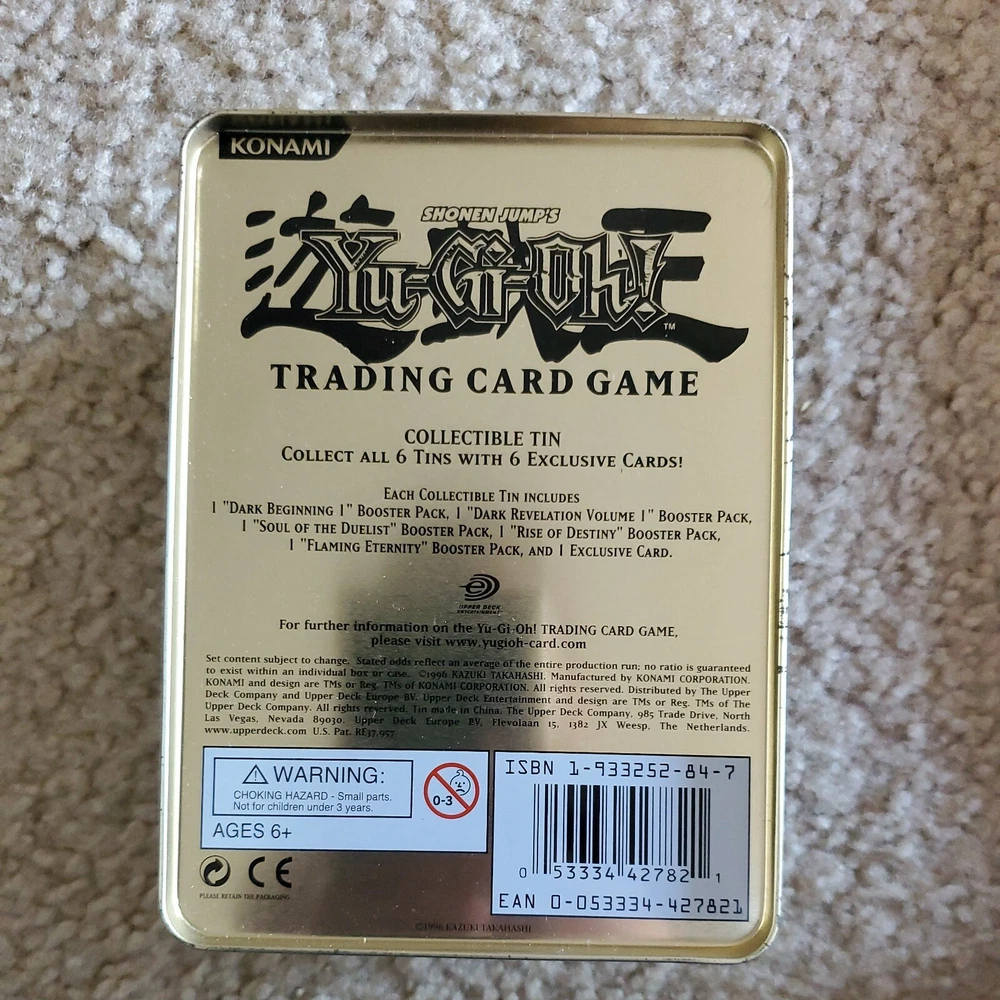 KONAMI
SHONEN JUMP'S
遊戯王
Yu-Gi-Oh!
TM
TRADING CARD GAME
COLLECTIBLE TIN
COLLECT ALL 6 TINS WITH 6 EXCLUSIVE CARDS!
EACH COLLECTIBLE TIN INCLUDES
1 "DARK BEGINNING 1" BOOSTER PACK, 1 "DARK REVELATION VOLUME 1" BOOSTER PACK,
1 "SOUL OF THE DUELIST" BOOSTER PACK, 1 "RISE OF DESTINY" BOOSTER PACK,
1 "FLAMING ETERNITY" BOOSTER PACK, AND 1 EXCLUSIVE CARD.
UPPER DECK
ENTERTAINMENT
For further information on the Yu-Gi-Oh! TRADING CARD GAME,
please visit www.yugioh-card.com
Set content subject to change. Stated odds reflect an average of the entire production run; no ratio is guaranteed
to exist within an individual box or case. ©1996 KAZUKI TAKAHASHI. Manufactured by KONAMI CORPORATION.
KONAMI and design are TMs or Reg. TMs of KONAMI CORPORATION. All rights reserved. Distributed by The Upper
Deck Company and Upper Deck Europe BV. Upper Deck Entertainment and design are TMs or Reg. TMs of The
Upper Deck Company. All rights reserved. Tin made in China. The Upper Deck Company, 985 Trade Drive, North
Las Vegas, Nevada 89030. Upper Deck Europe BV, Flevolaan 15, 1382 JX Weesp, The Netherlands.
www.upperdeck.com U.S. Pat. RE37,957
WARNING:
CHOKING HAZARD - Small parts.
Not for children under 3 years.
0-3
AGES 6+
CE
PLEASE RETAIN THE PACKAGING
ISBN 1-933252-84-7
0 53334 42782 1
EAN 0-053334-427821
©1996 KAZUKI TAKAHASHI